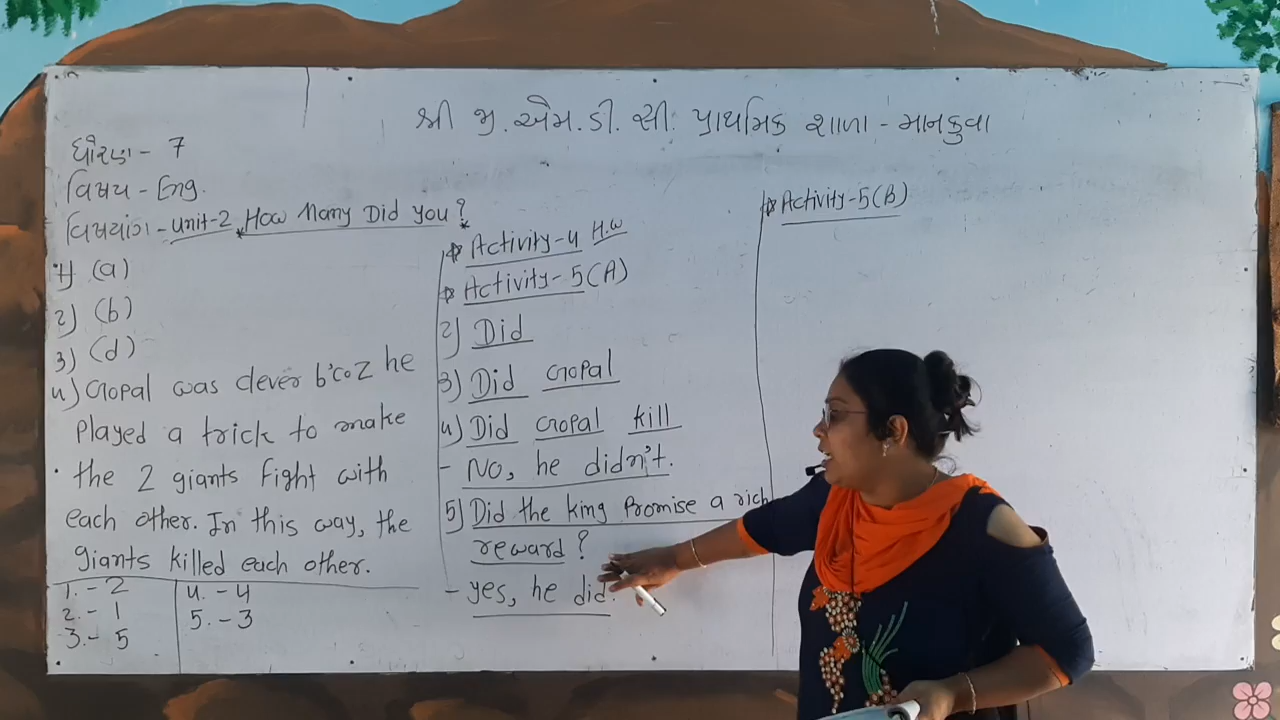 શ્રી જી. એમ. ડી. સી. પ્રાથમિક શાળા - માનકુવા
ધોરણ - 7
વિષય - Eng.
વિષયાંગ - unit-2 * How Many Did You? *
1) (a)
2) (b)
3) (d)
4) Gopal was clever b'coz he
Played a trick to make
the 2 giants Fight with
each other. In this way, the
giants killed each other.
1. - 2
2. - 1
3. - 5
4. - 4
5. - 3
* Activity-4 H.W
* Activity-5(A)
2) Did
3) Did Gopal
4) Did Gopal kill
- No, he didn't.
5) Did the king Promise a rich
reward?
- yes, he did.
* Activity-5(B)